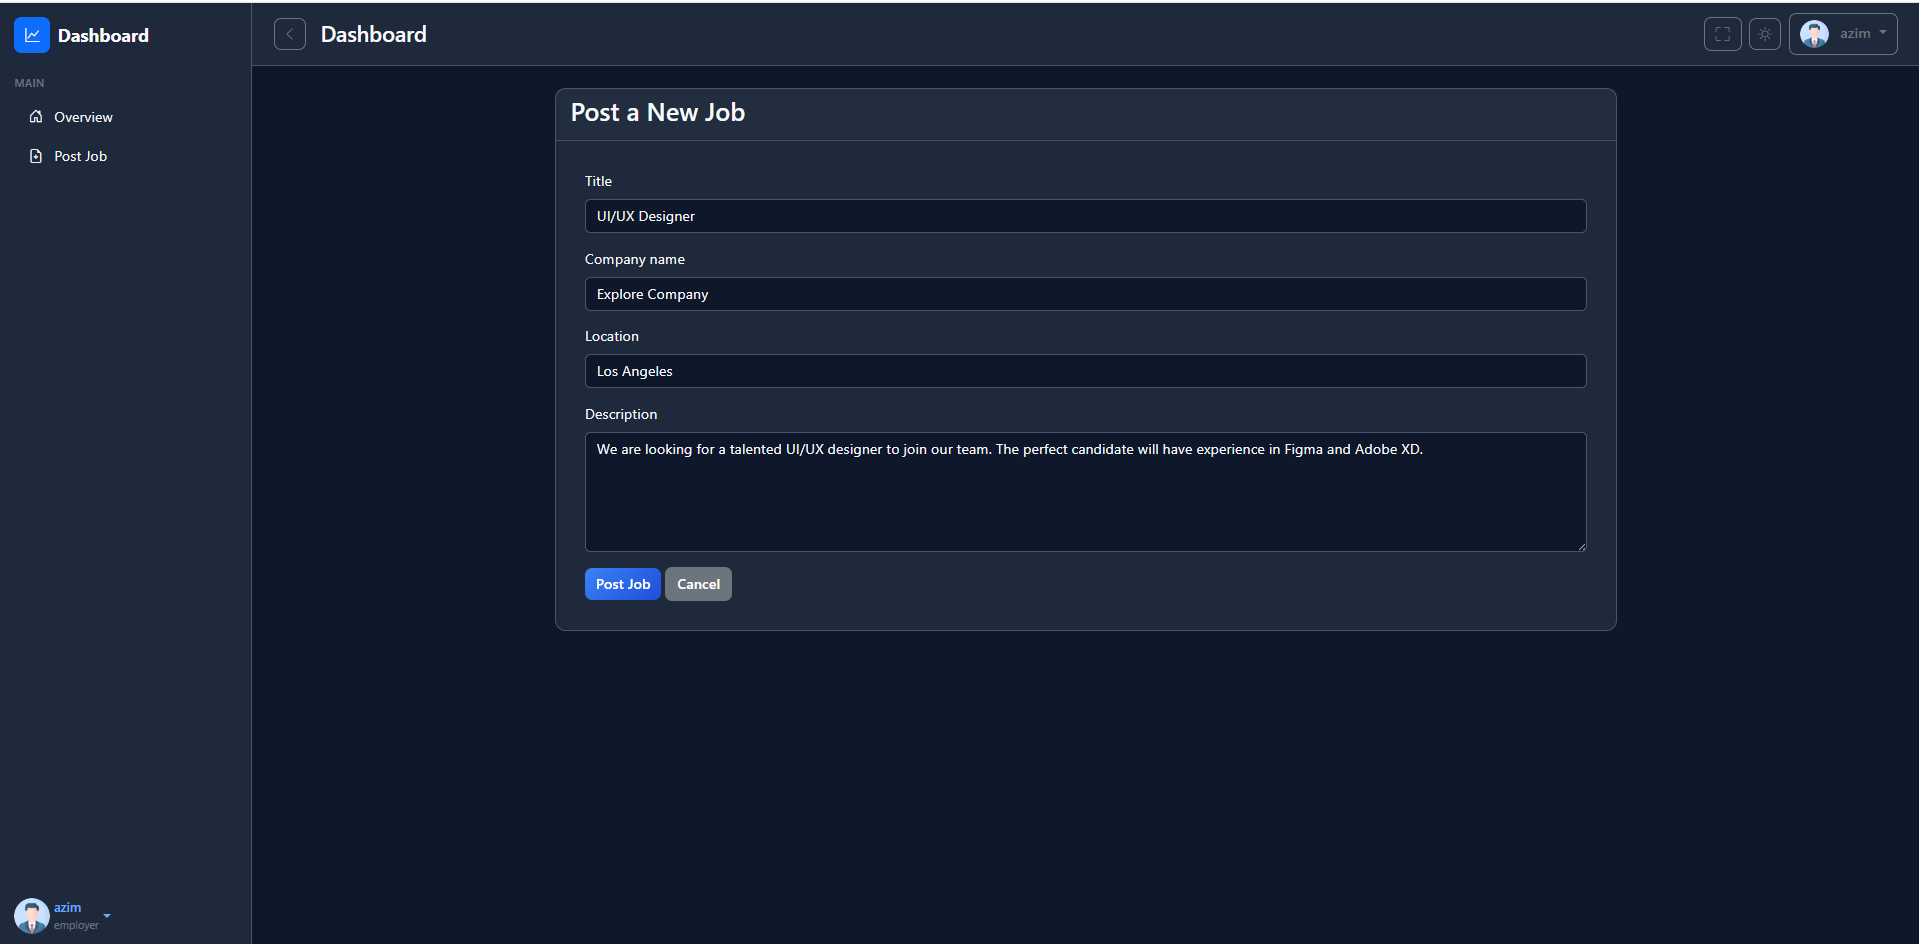 Dashboard
MAIN
Overview
Post Job
azim
employer
Dashboard
azim
Post a New Job
Title
UI/UX Designer
Company name
Explore Company
Location
Los Angeles
Description
We are looking for a talented UI/UX designer to join our team. The perfect candidate will have experience in Figma and Adobe XD.
Post Job
Cancel